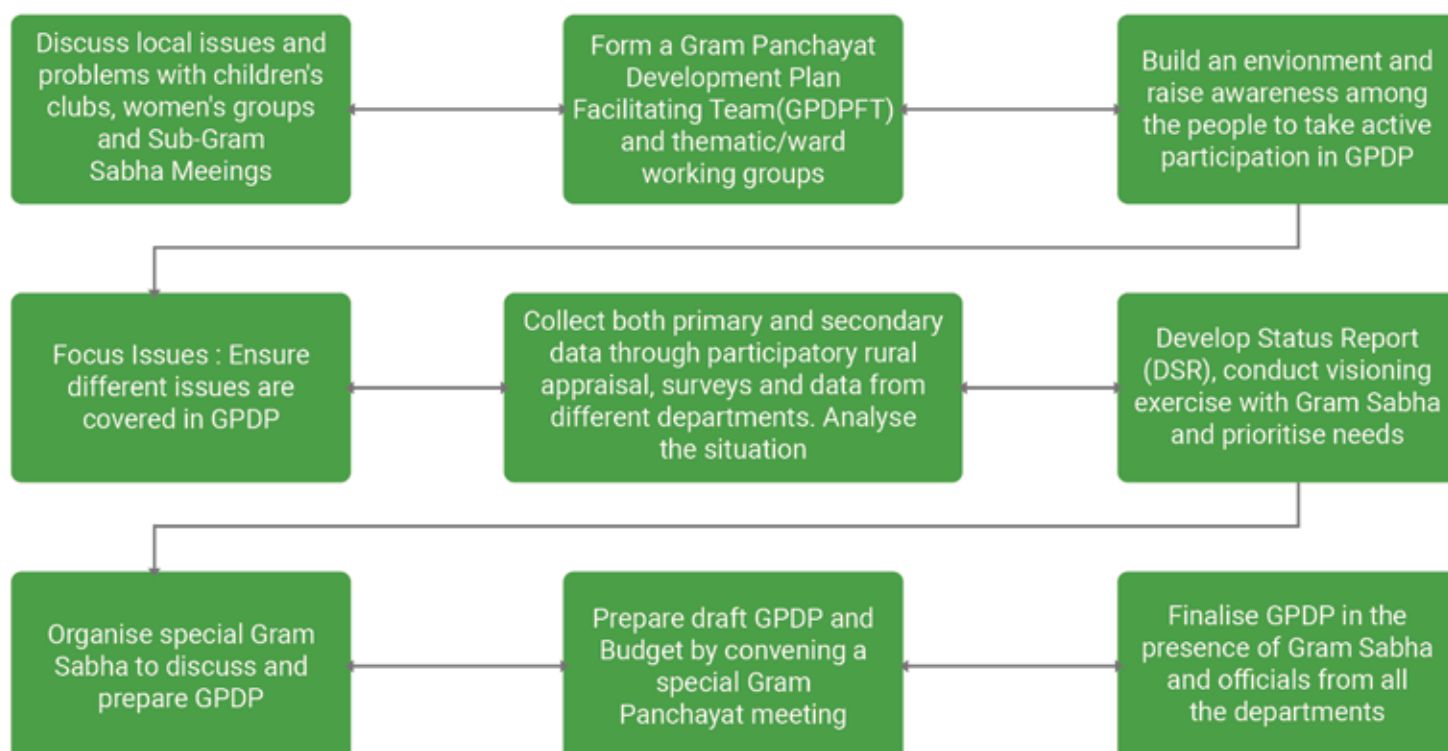 Discuss local issues and
problems with children's
clubs, women's groups
and Sub-Gram
Sabha Meeings
Form a Gram Panchayat
Development Plan
Facilitating Team(GPDPFT)
and thematic/ward
working groups
Build an envionment and
raise awareness among
the people to take active
participation in GPDP
Focus Issues : Ensure
different issues are
covered in GPDP
Collect both primary and secondary
data through participatory rural
appraisal, surveys and data from
different departments. Analyse
the situation
Develop Status Report
(DSR), conduct visioning
exercise with Gram Sabha
and prioritise needs
Organise special Gram
Sabha to discuss and
prepare GPDP
Prepare draft GPDP and
Budget by convening a
special Gram
Panchayat meeting
Finalise GPDP in the
presence of Gram Sabha
and officials from all
the departments